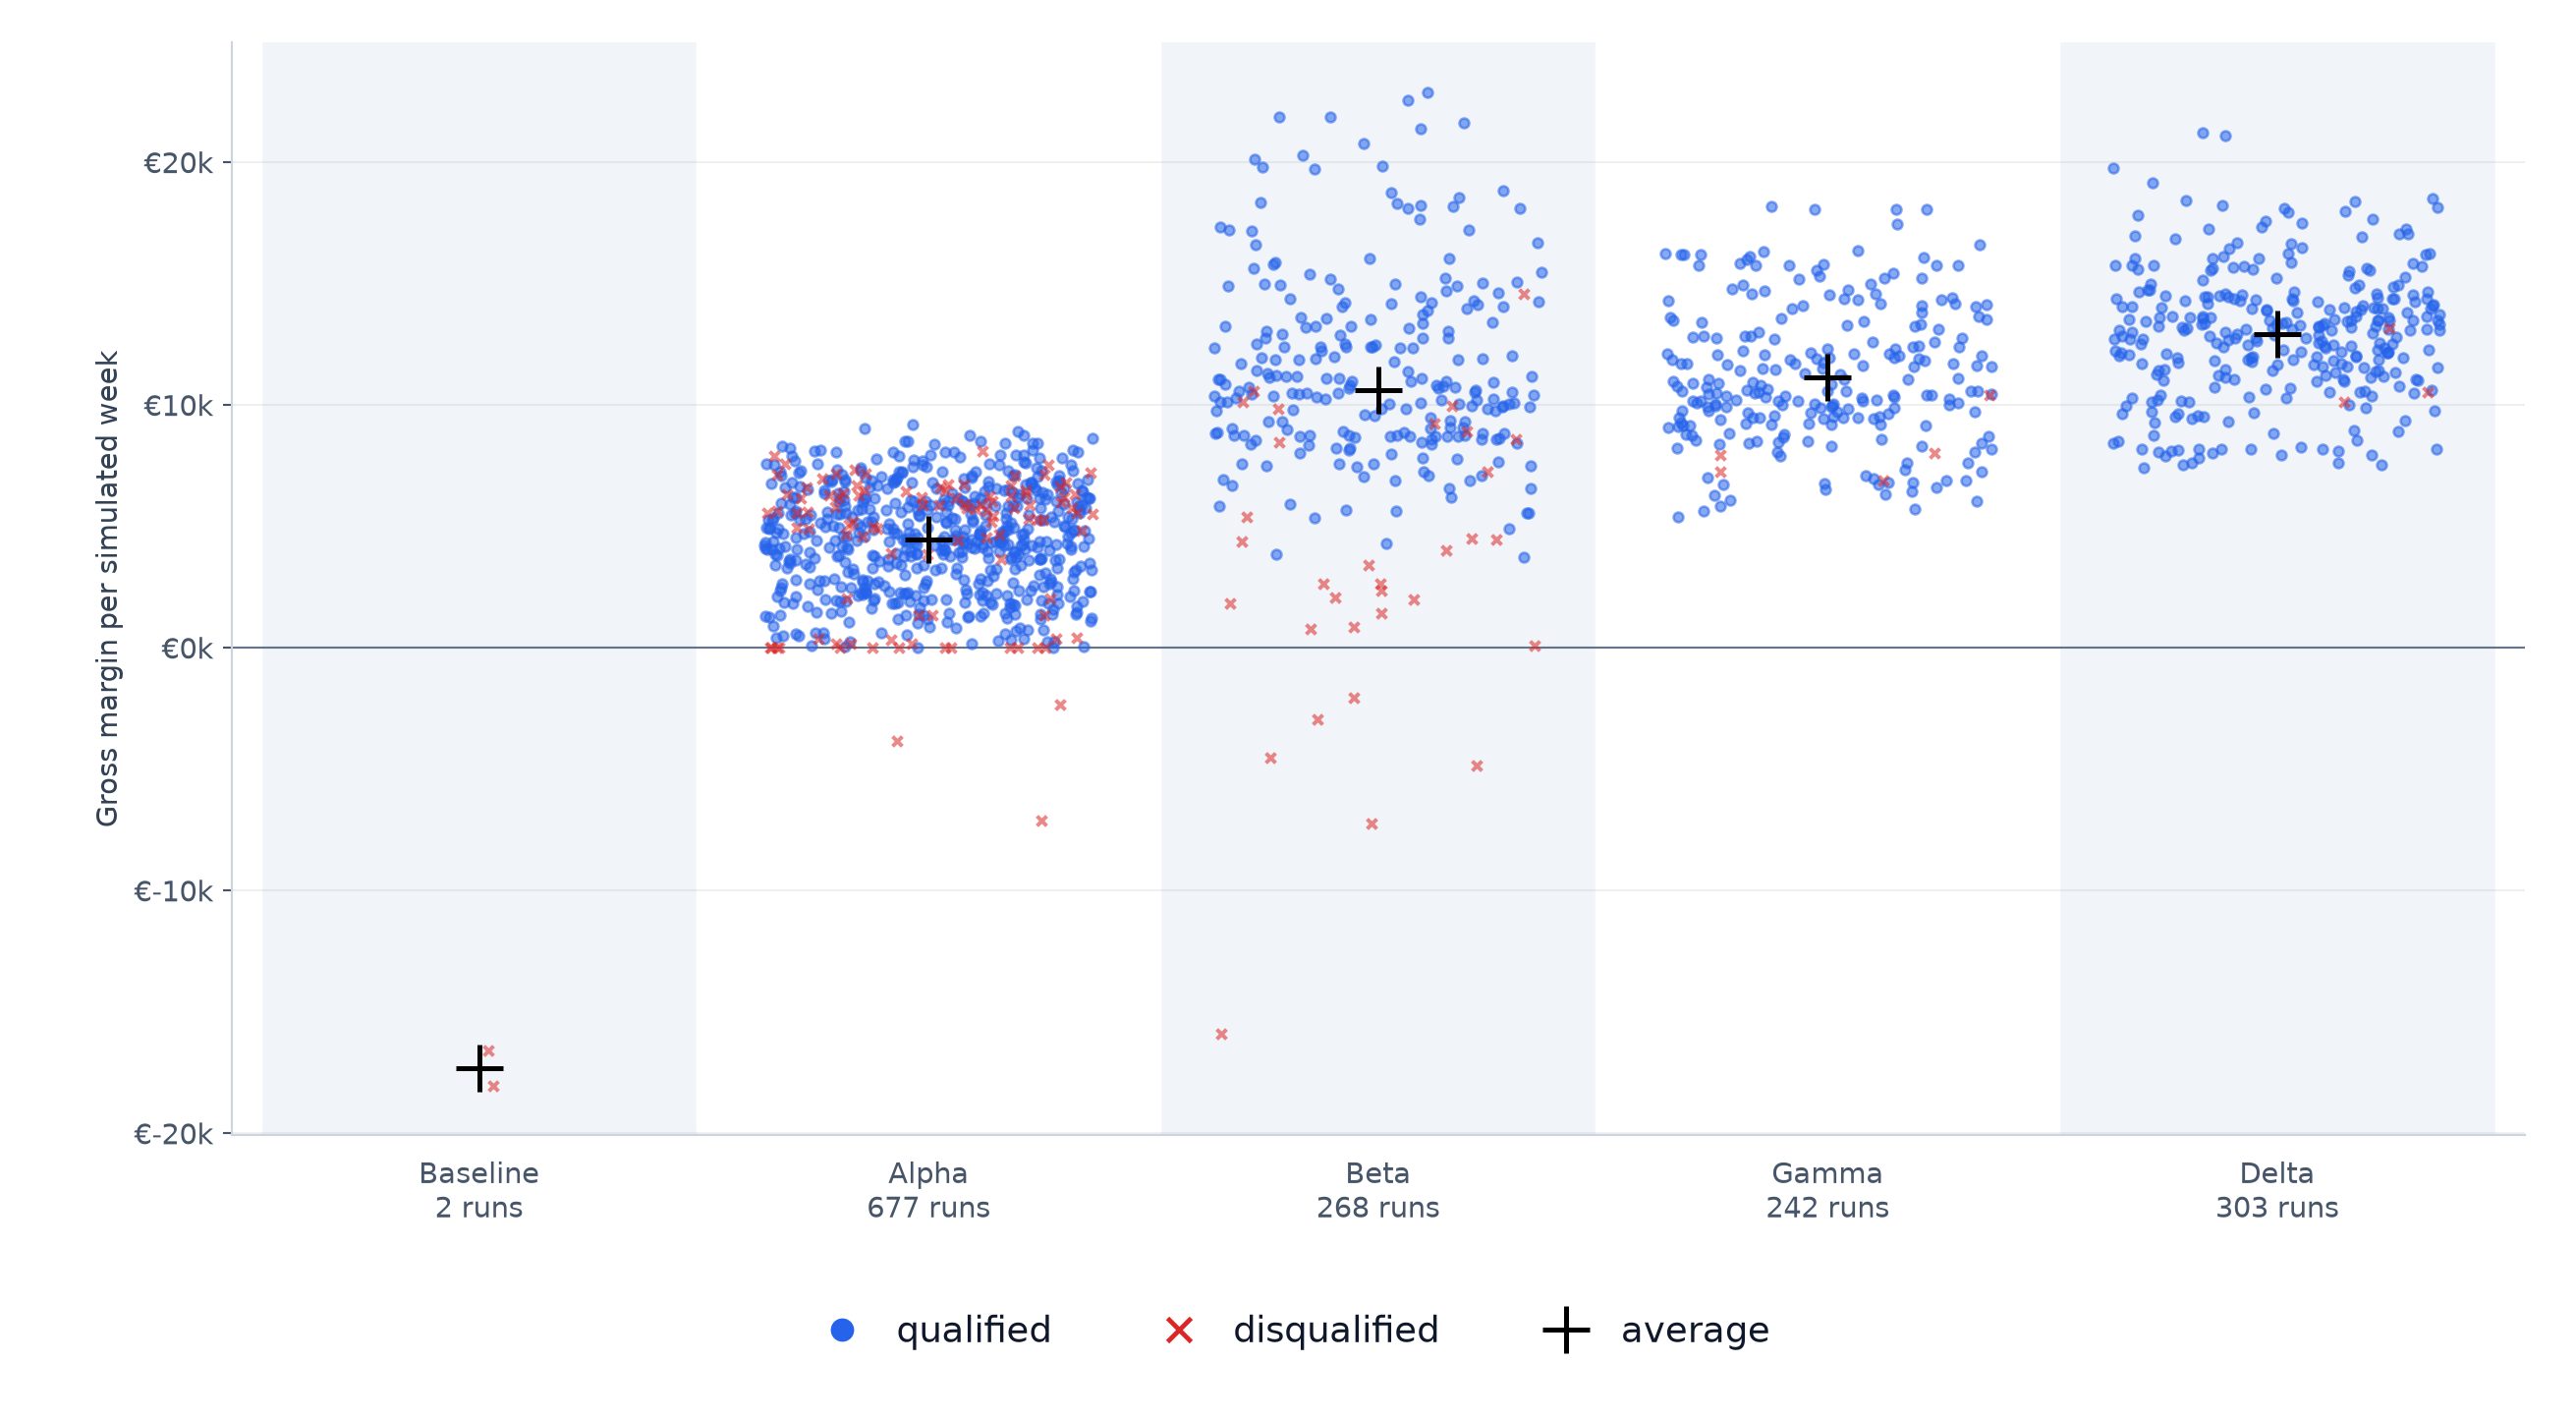 Gross margin per simulated week
€20k
€10k
€0k
€-10k
€-20k
Baseline
2 runs
Alpha
677 runs
Beta
268 runs
Gamma
242 runs
Delta
303 runs
qualified
disqualified
average